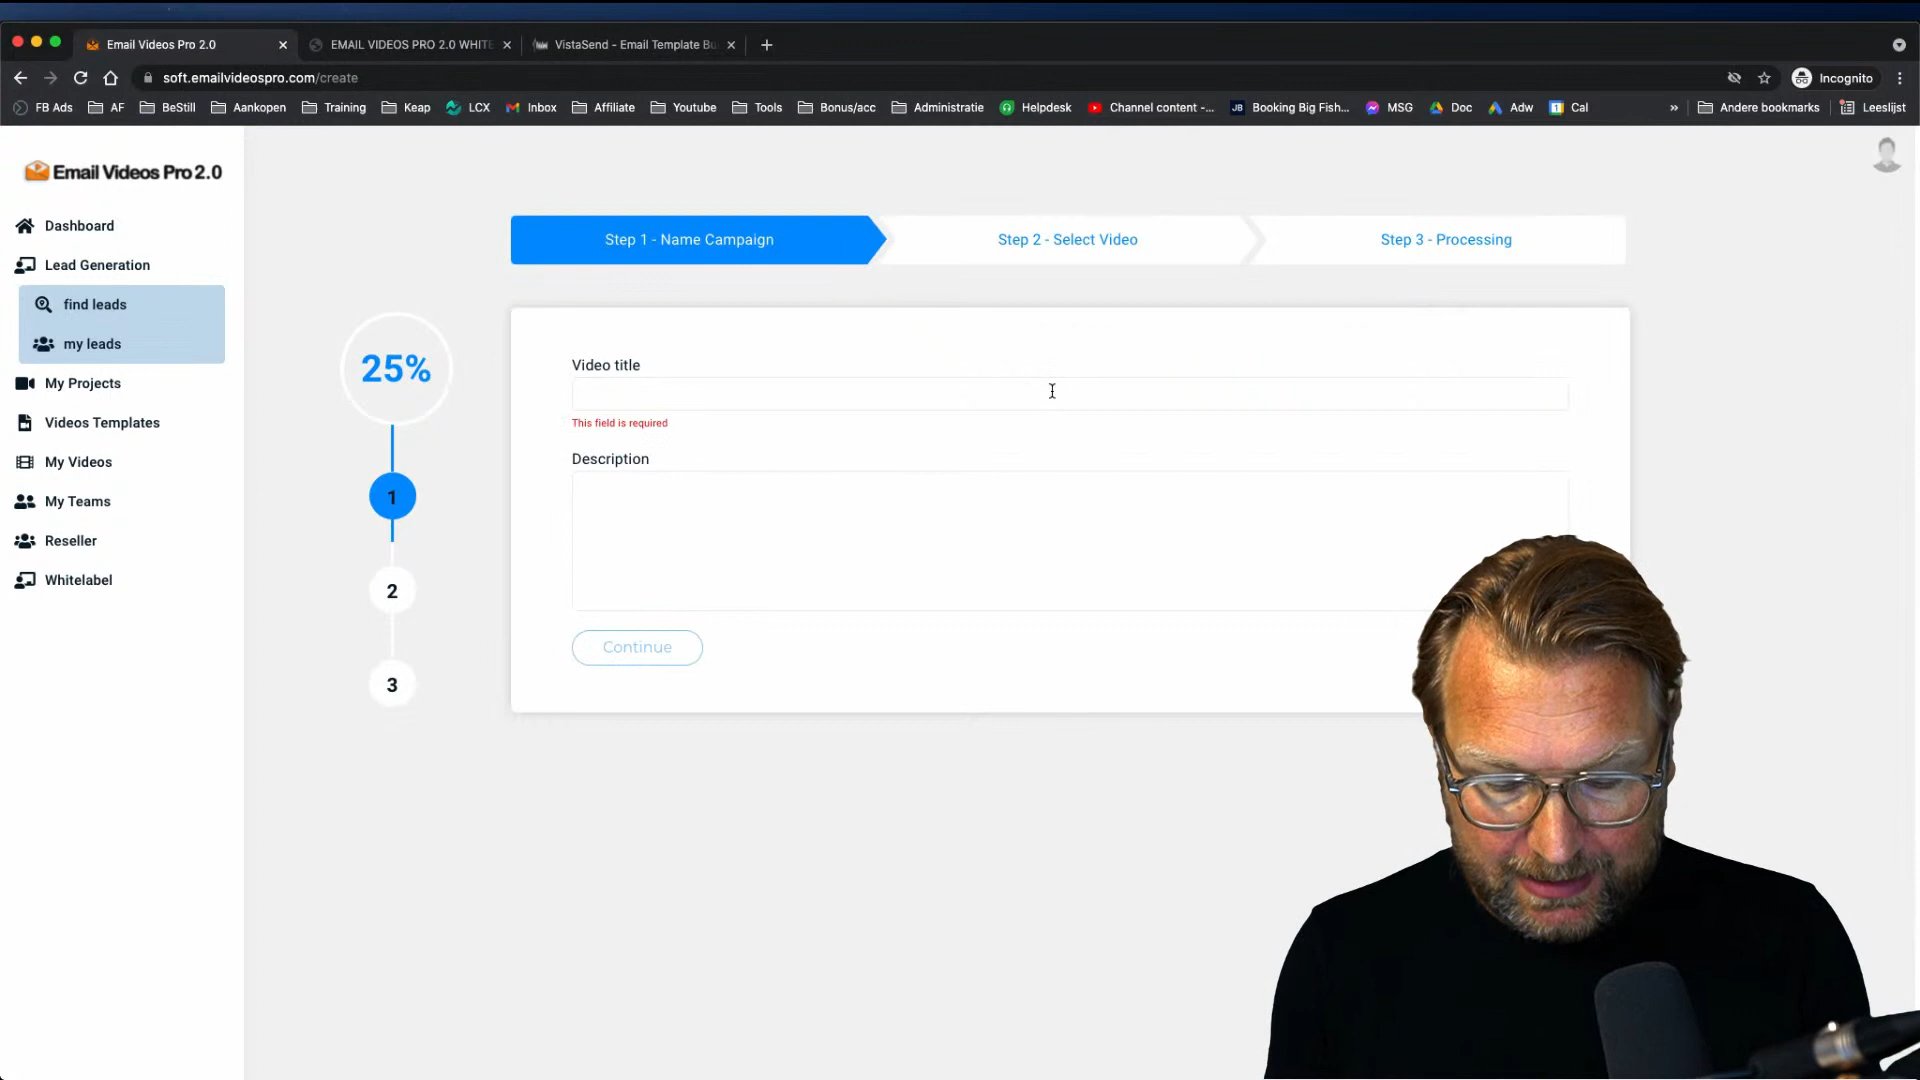 Email Videos Pro 2.0
EMAIL VIDEOS PRO 2.0 WHITE
VistaSend - Email Template Bu
soft.emailvideospro.com/create
Incognito
FB Ads
AF
BeStill
Aankopen
Training
Keap
LCX
Inbox
Affiliate
Youtube
Tools
Bonus/acc
Administratie
Helpdesk
Channel content -...
JB
Booking Big Fish...
MSG
Doc
Adw
1
Cal
»
Andere bookmarks
Leeslijst
Email Videos Pro 2.0
Dashboard
Lead Generation
find leads
my leads
My Projects
Videos Templates
My Videos
My Teams
Reseller
Whitelabel
Step 1 - Name Campaign
Step 2 - Select Video
Step 3 - Processing
25%
1
2
3
Video title
This field is required
Description
Continue